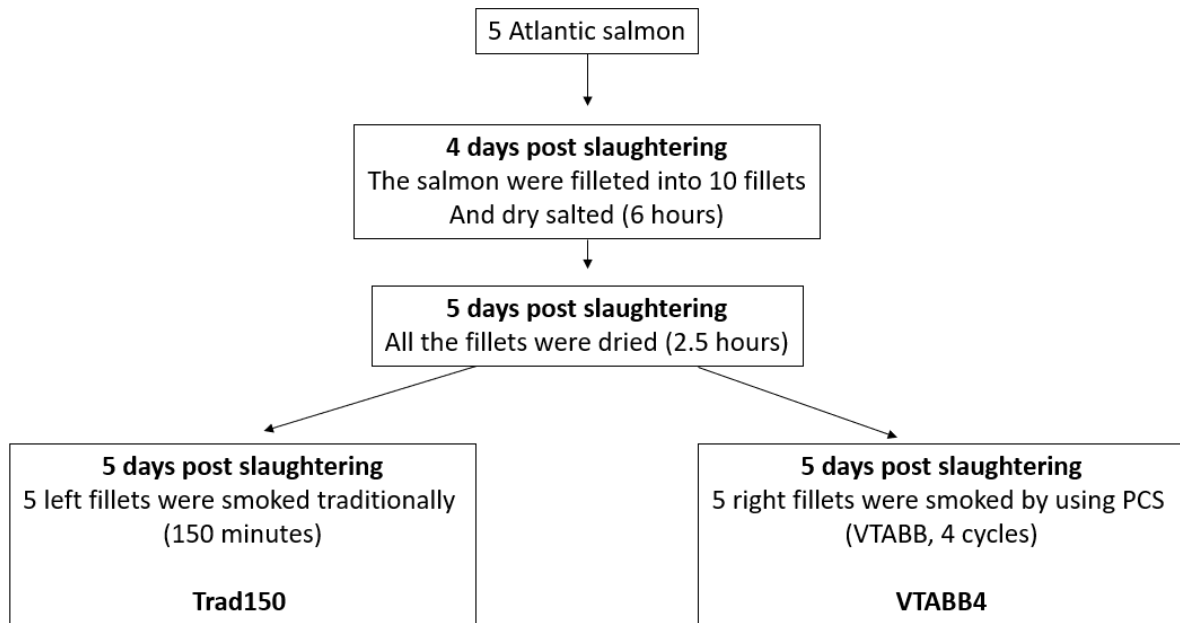 5 Atlantic salmon
4 days post slaughtering
The salmon were filleted into 10 fillets
And dry salted (6 hours)
5 days post slaughtering
All the fillets were dried (2.5 hours)
5 days post slaughtering
5 left fillets were smoked traditionally
(150 minutes)
Trad150
5 days post slaughtering
5 right fillets were smoked by using PCS
(VTABB, 4 cycles)
VTABB4